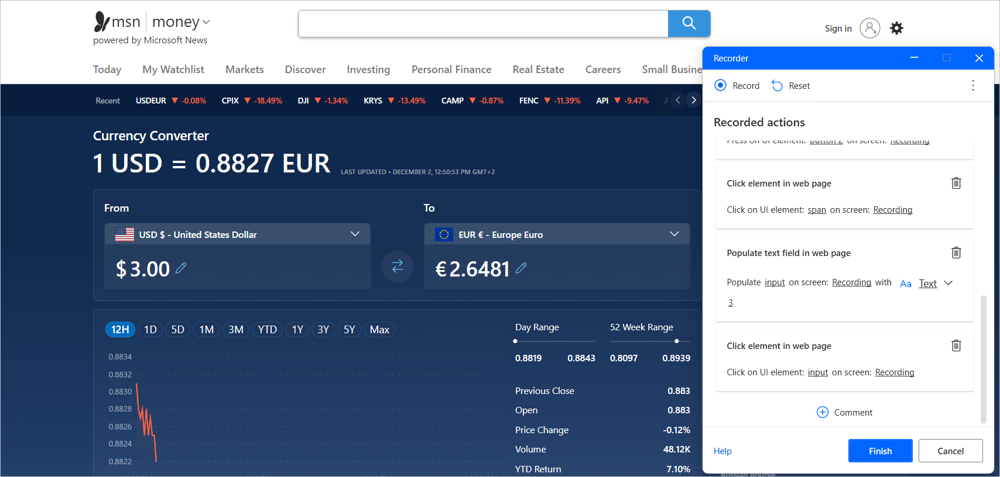 msn money
powered by Microsoft News
Sign in
Today My Watchlist Markets Discover Investing Personal Finance Real Estate Careers Small Busine
Recent USDEUR ▼ -0.08% CPIX ▼ -18.49% DJI ▼ -1.34% KRYS ▼ -13.49% CAMP ▼ -0.87% FENC ▼ -11.39% API ▼ -9.47% A
Currency Converter
1 USD = 0.8827 EUR
LAST UPDATED • DECEMBER 2, 12:50:53 PM GMT+2
From
USD $ - United States Dollar
$ 3.00
To
EUR € - Europe Euro
€ 2.6481
12H 1D 5D 1M 3M YTD 1Y 3Y 5Y Max
0.8834
0.8832
0.8830
0.8828
0.8826
0.8824
0.8822
Day Range
0.8819 0.8843
52 Week Range
0.8097 0.8939
Previous Close 0.883
Open 0.883
Price Change -0.12%
Volume 48.12K
YTD Return 7.10%
Recorder
Record Reset
Recorded actions
Press on UI element: button 2 on screen: Recording
Click element in web page
Click on UI element: span on screen: Recording
Populate text field in web page
Populate input on screen: Recording with Aa Text
3
Click element in web page
Click on UI element: input on screen: Recording
Comment
Help Finish Cancel
Russian Rouble